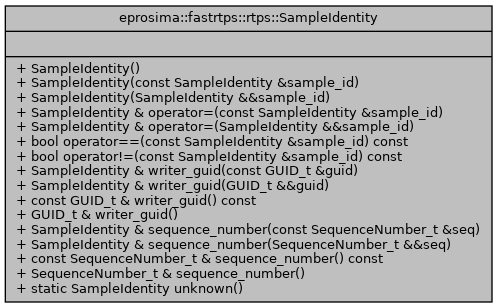 eprosima::fastrtps::rtps::SampleIdentity
+ SampleIdentity()
+ SampleIdentity(const SampleIdentity &sample_id)
+ SampleIdentity(SampleIdentity &&sample_id)
+ SampleIdentity & operator=(const SampleIdentity &sample_id)
+ SampleIdentity & operator=(SampleIdentity &&sample_id)
+ bool operator==(const SampleIdentity &sample_id) const
+ bool operator!=(const SampleIdentity &sample_id) const
+ SampleIdentity & writer_guid(const GUID_t &guid)
+ SampleIdentity & writer_guid(GUID_t &&guid)
+ const GUID_t & writer_guid() const
+ GUID_t & writer_guid()
+ SampleIdentity & sequence_number(const SequenceNumber_t &seq)
+ SampleIdentity & sequence_number(SequenceNumber_t &&seq)
+ const SequenceNumber_t & sequence_number() const
+ SequenceNumber_t & sequence_number()
+ static SampleIdentity unknown()